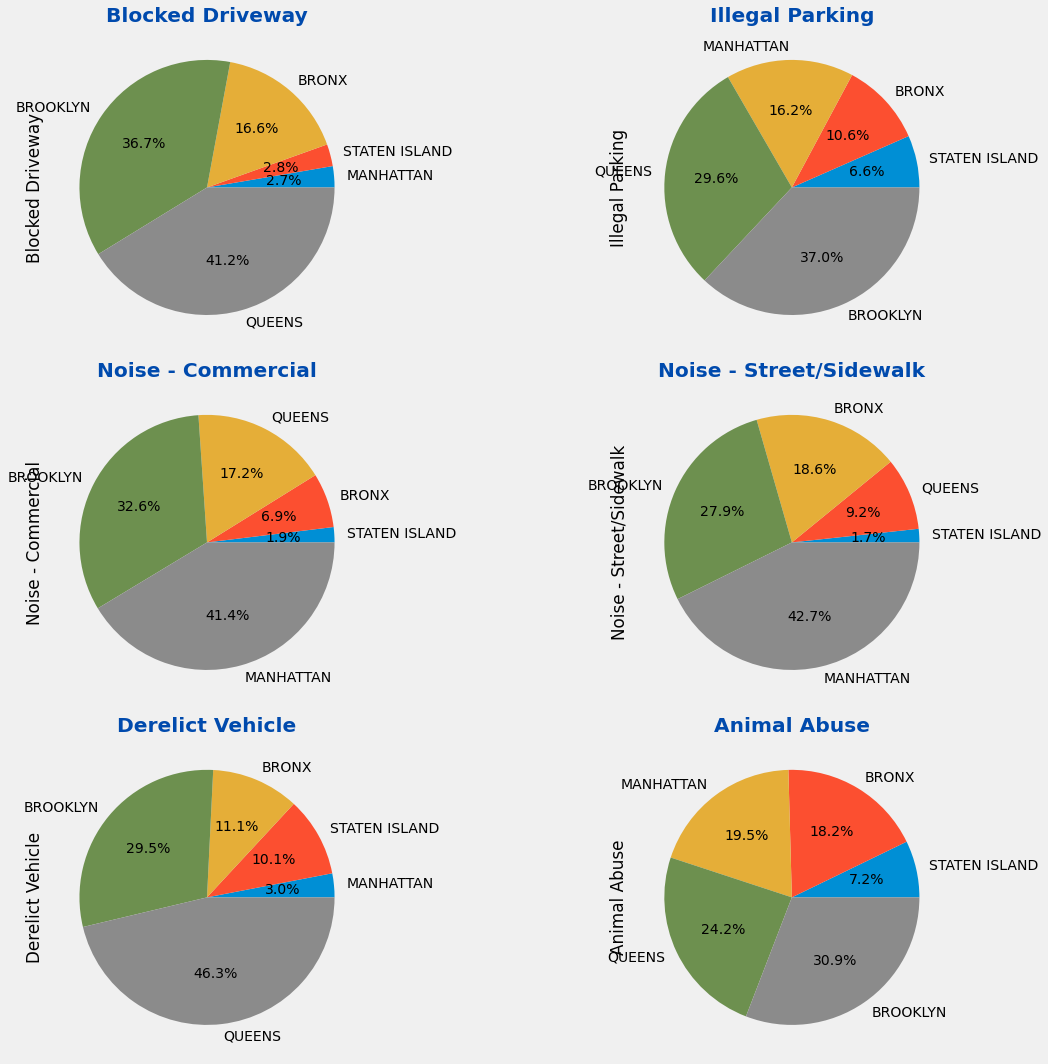 Blocked Driveway
Blocked Driveway
BROOKLYN
36.7%
BRONX
16.6%
STATEN ISLAND
2.8%
MANHATTAN
2.7%
41.2%
QUEENS
Illegal Parking
Illegal Parking
MANHATTAN
16.2%
BRONX
10.6%
STATEN ISLAND
6.6%
QUEENS
29.6%
37.0%
BROOKLYN
Noise - Commercial
Noise - Commercial
QUEENS
17.2%
BROOKLYN
32.6%
BRONX
6.9%
STATEN ISLAND
1.9%
41.4%
MANHATTAN
Noise - Street/Sidewalk
Noise - Street/Sidewalk
BRONX
18.6%
BROOKLYN
27.9%
QUEENS
9.2%
STATEN ISLAND
1.7%
42.7%
MANHATTAN
Derelict Vehicle
Derelict Vehicle
BRONX
11.1%
BROOKLYN
29.5%
STATEN ISLAND
10.1%
MANHATTAN
3.0%
46.3%
QUEENS
Animal Abuse
Animal Abuse
BRONX
18.2%
MANHATTAN
19.5%
STATEN ISLAND
7.2%
24.2%
QUEENS
30.9%
BROOKLYN